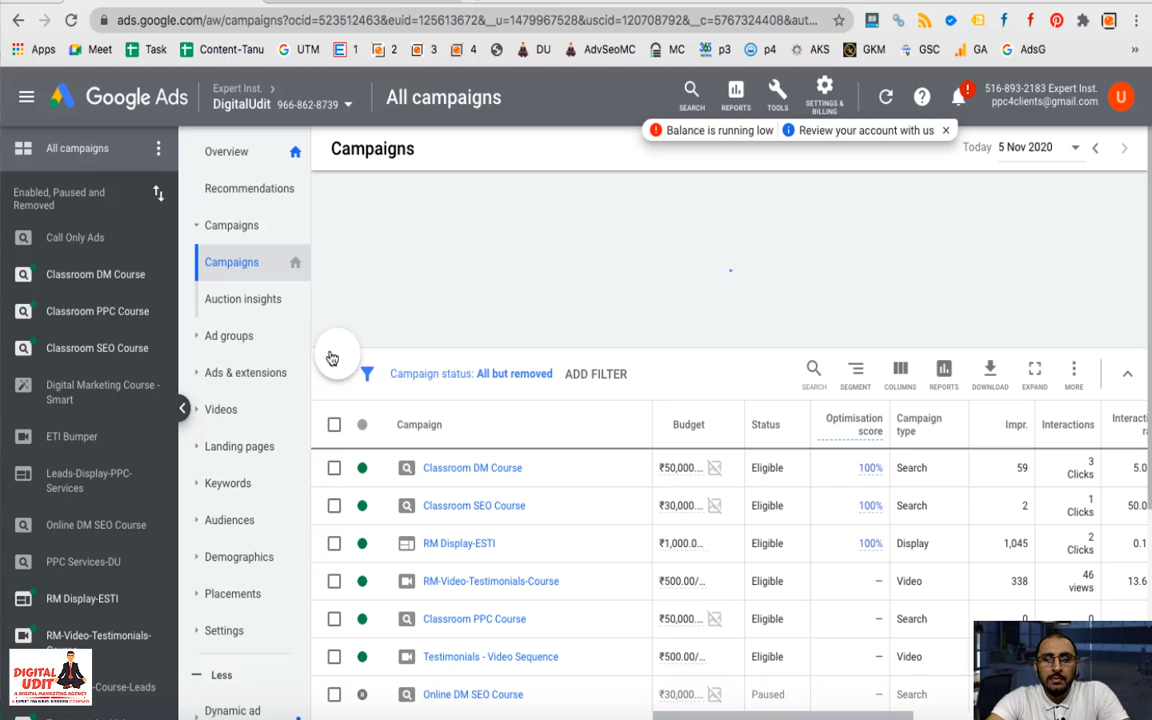 ads.google.com/aw/campaigns?ocid=523512463&euid=125613672&__u=1479967528&uscid=120708792&__c=5767324408&aut...
Apps
Meet
Task
Content-Tanu
UTM
1
2
3
4
DU
AdvSeoMC
MC
p3
p4
AKS
GKM
GSC
GA
AdsG
»
Google Ads
Expert Inst.
DigitalUdit 966-862-8739
All campaigns
SEARCH
REPORTS
TOOLS
SETTINGS &
BILLING
516-893-2183 Expert Inst.
ppc4clients@gmail.com
U
Balance is running low
Review your account with us
All campaigns
Enabled, Paused and
Removed
Call Only Ads
Classroom DM Course
Classroom PPC Course
Classroom SEO Course
Digital Marketing Course -
Smart
ETI Bumper
Leads-Display-PPC-
Services
Online DM SEO Course
PPC Services-DU
RM Display-ESTI
RM-Video-Testimonials-
-Course-Leads
DIGITAL
UDIT
Overview
Recommendations
Campaigns
Campaigns
Auction insights
Ad groups
Ads & extensions
Videos
Landing pages
Keywords
Audiences
Demographics
Placements
Settings
Less
Dynamic ad
Campaigns
Today 5 Nov 2020
Campaign status: All but removed
ADD FILTER
SEARCH
SEGMENT
COLUMNS
REPORTS
DOWNLOAD
EXPAND
MORE
Campaign
Budget
Status
Optimisation
score
Campaign
type
Impr.
Interactions
Interacti
Classroom DM Course ₹50,000.... Eligible 100% Search 59 3
Clicks
5.0
Classroom SEO Course ₹30,000.... Eligible 100% Search 2 1
Clicks
50.0
RM Display-ESTI ₹1,000.0... Eligible 100% Display 1,045 2
Clicks
0.1
RM-Video-Testimonials-Course ₹500.00/... Eligible – Video 338 46
views
13.6
Classroom PPC Course ₹50,000.... Eligible – Search
Testimonials - Video Sequence ₹500.00/... Eligible – Video
Online DM SEO Course ₹30,000.... Paused – Search